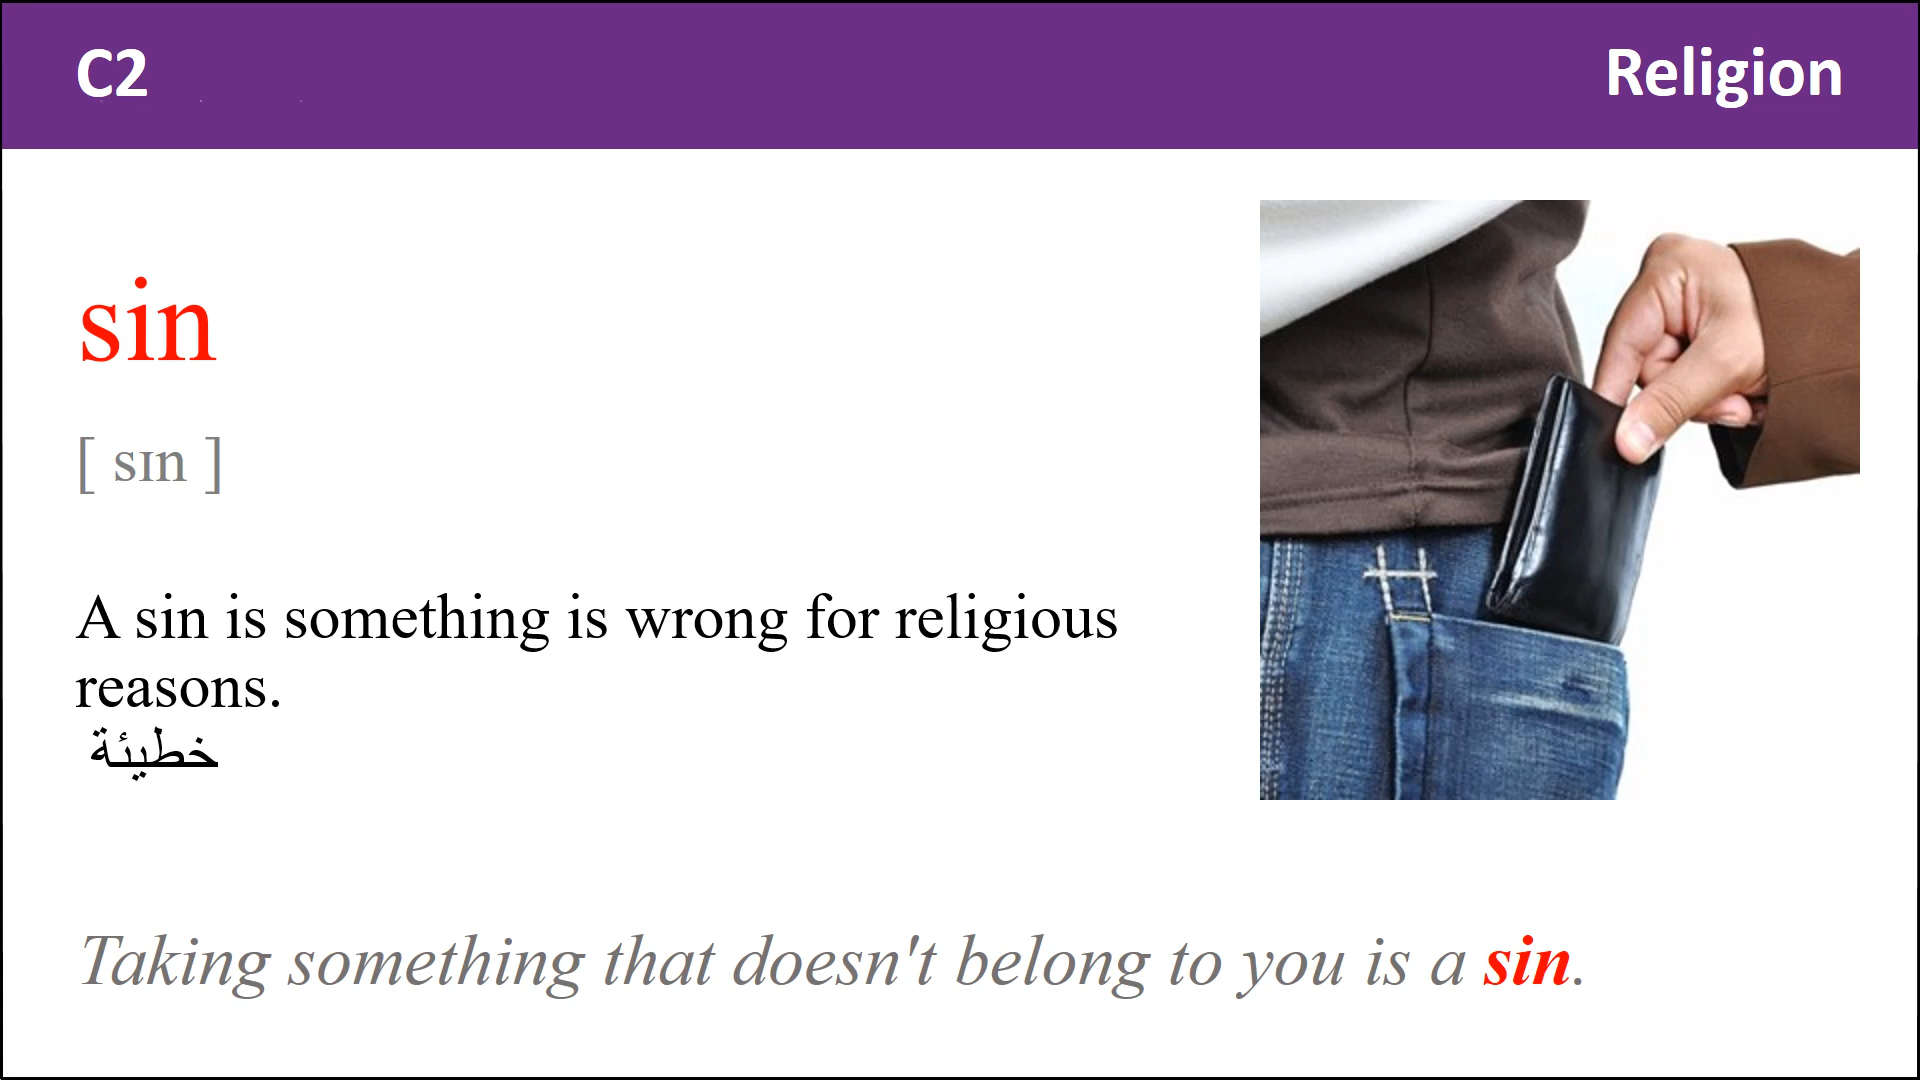 C2
Religion
sin
[ sɪn ]
A sin is something is wrong for religious
reasons.
خطيئة
Taking something that doesn't belong to you is a sin.